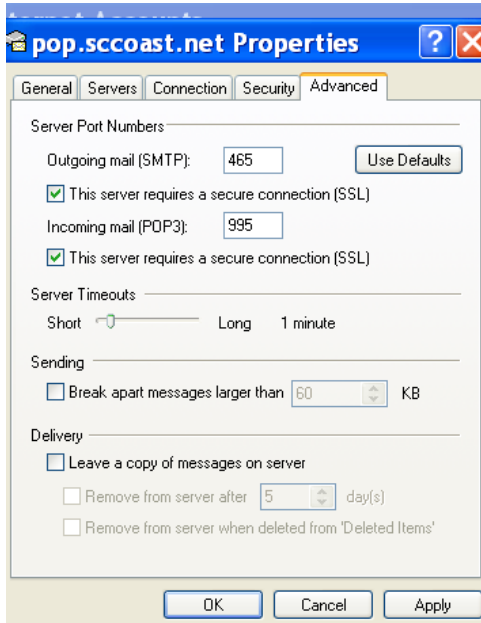 pop.sccoast.net Properties
General Servers Connection Security Advanced
Server Port Numbers
Outgoing mail (SMTP): 465 Use Defaults
This server requires a secure connection (SSL)
Incoming mail (POP3): 995
This server requires a secure connection (SSL)
Server Timeouts
Short Long 1 minute
Sending
Break apart messages larger than 60 KB
Delivery
Leave a copy of messages on server
Remove from server after 5 day(s)
Remove from server when deleted from 'Deleted Items'
OK Cancel Apply